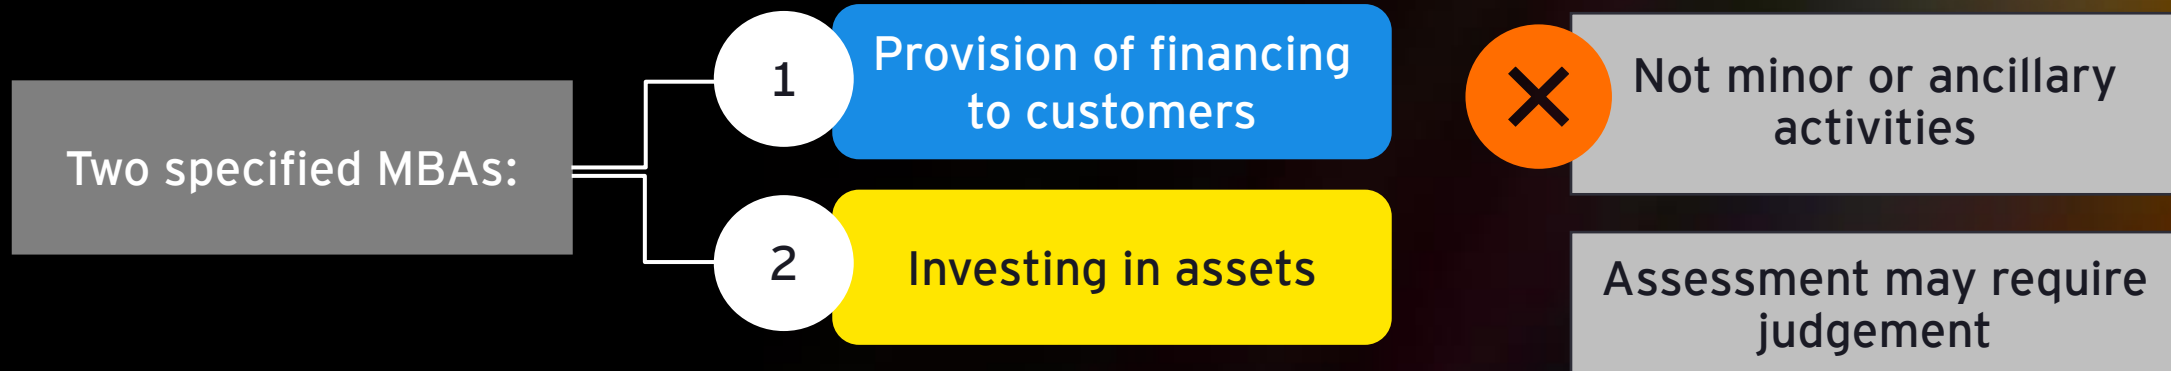 Two specified MBAs:
1
Provision of financing
to customers
2
Investing in assets
Not minor or ancillary
activities
Assessment may require
judgement